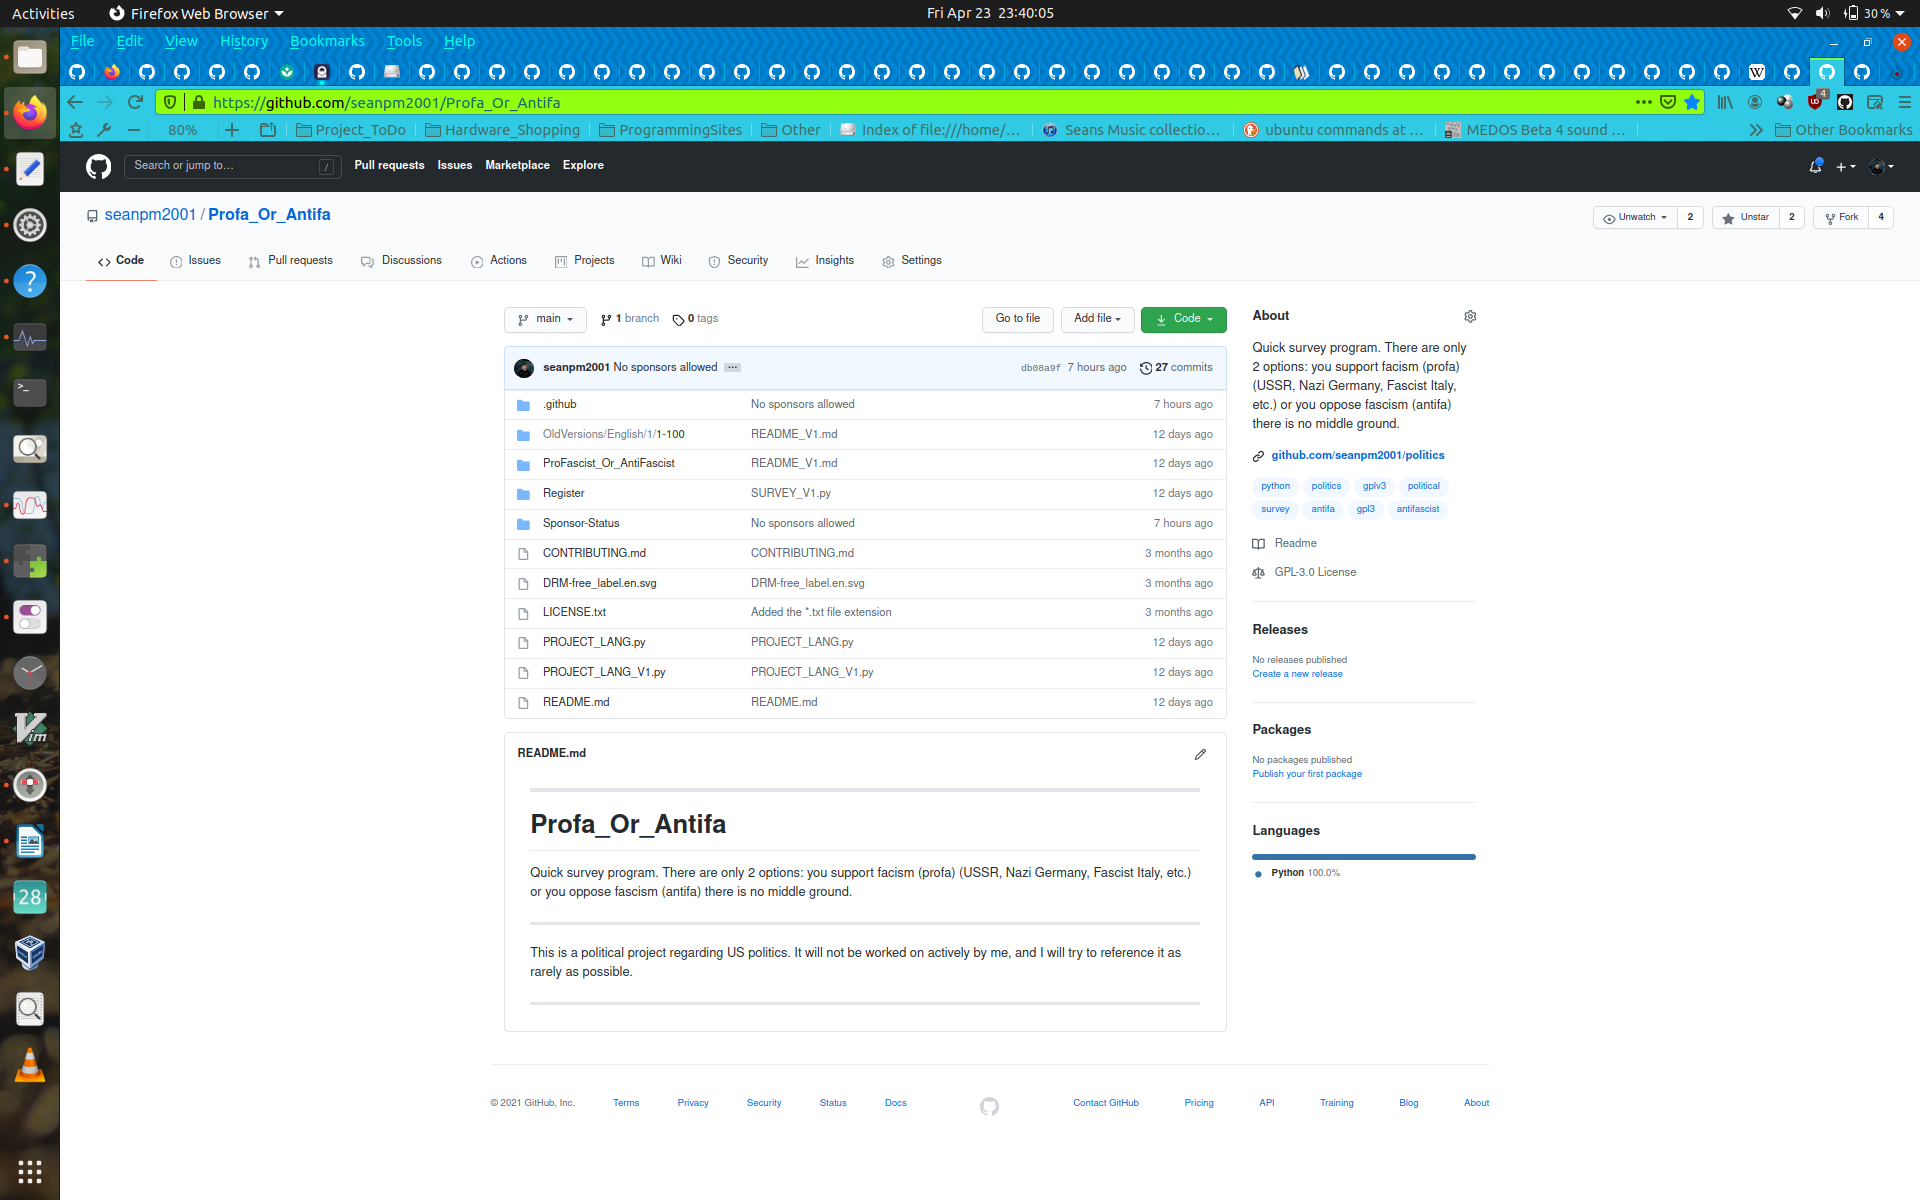 Activities
Firefox Web Browser
Fri Apr 23 23:40:05
30 %
File Edit View History Bookmarks Tools Help
https://github.com/seanpm2001/Profa_Or_Antifa
4
80%
Project_ToDo
Hardware_Shopping
ProgrammingSites
Other
Index of file:///home/...
Seans Music collectio...
ubuntu commands at ...
MEDOS Beta 4 sound ...
Other Bookmarks
Search or jump to...
/
Pull requests Issues Marketplace Explore
seanpm2001 / Profa_Or_Antifa
Unwatch 2
Unstar 2
Fork 4
Code Issues Pull requests Discussions Actions Projects Wiki Security Insights Settings
main
1 branch
0 tags
Go to file
Add file
Code
seanpm2001 No sponsors allowed ...
db08a9f 7 hours ago
27 commits
.github No sponsors allowed 7 hours ago
OldVersions/English/1/1-100 README_V1.md 12 days ago
ProFascist_Or_AntiFascist README_V1.md 12 days ago
Register SURVEY_V1.py 12 days ago
Sponsor-Status No sponsors allowed 7 hours ago
CONTRIBUTING.md CONTRIBUTING.md 3 months ago
DRM-free_label.en.svg DRM-free_label.en.svg 3 months ago
LICENSE.txt Added the *.txt file extension 3 months ago
PROJECT_LANG.py PROJECT_LANG.py 12 days ago
PROJECT_LANG_V1.py PROJECT_LANG_V1.py 12 days ago
README.md README.md 12 days ago
README.md
Profa_Or_Antifa
Quick survey program. There are only 2 options: you support facism (profa) (USSR, Nazi Germany, Fascist Italy, etc.)
or you oppose fascism (antifa) there is no middle ground.
This is a political project regarding US politics. It will not be worked on actively by me, and I will try to reference it as
rarely as possible.
About
Quick survey program. There are only
2 options: you support facism (profa)
(USSR, Nazi Germany, Fascist Italy,
etc.) or you oppose fascism (antifa)
there is no middle ground.
github.com/seanpm2001/politics
python politics gplv3 political
survey antifa gpl3 antifascist
Readme
GPL-3.0 License
Releases
No releases published
Create a new release
Packages
No packages published
Publish your first package
Languages
Python 100.0%
28
© 2021 GitHub, Inc. Terms Privacy Security Status Docs Contact GitHub Pricing API Training Blog About